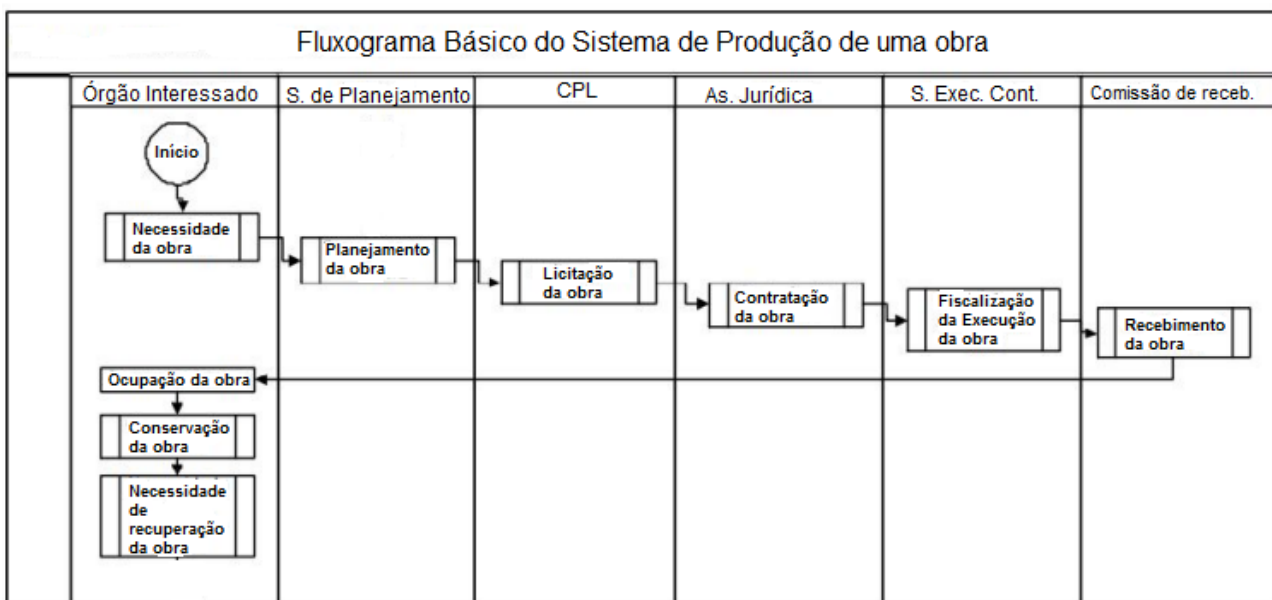 Fluxograma Básico do Sistema de Produção de uma obra
Órgão Interessado
S. de Planejamento
CPL
As. Jurídica
S. Exec. Cont.
Comissão de receb.
Início
Necessidade
da obra
Planejamento
da obra
Licitação
da obra
Contratação
da obra
Fiscalização
da Execução
da obra
Recebimento
da obra
Ocupação da obra
Conservação
da obra
Necessidade
de
recuperação
da obra